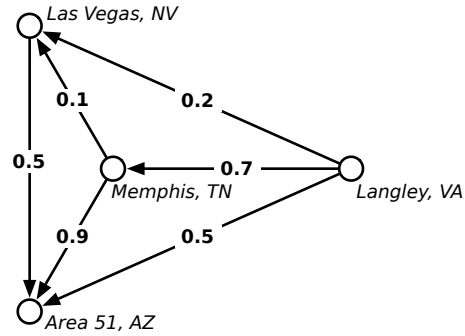 Las Vegas, NV
0.1
0.2
0.5
0.7
Memphis, TN
Langley, VA
0.9
0.5
Area 51, AZ